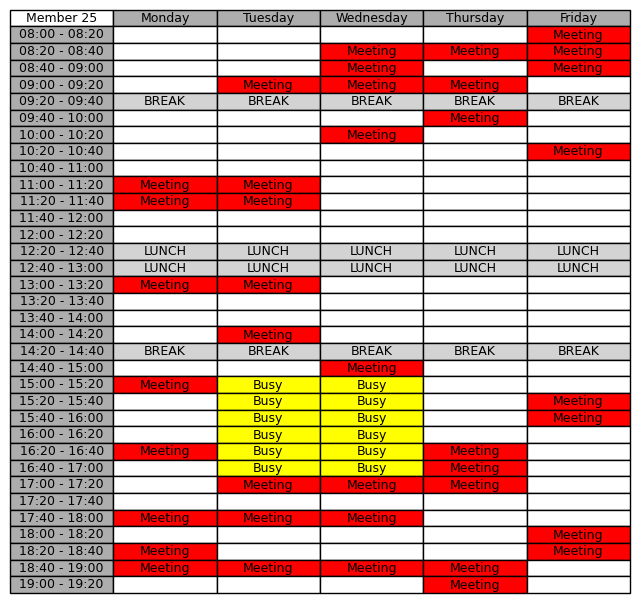 Member 25 Monday Tuesday Wednesday Thursday Friday
08:00 - 08:20 Meeting
08:20 - 08:40 Meeting Meeting Meeting
08:40 - 09:00 Meeting Meeting
09:00 - 09:20 Meeting Meeting Meeting
09:20 - 09:40 BREAK BREAK BREAK BREAK BREAK
09:40 - 10:00 Meeting
10:00 - 10:20 Meeting
10:20 - 10:40 Meeting
10:40 - 11:00
11:00 - 11:20 Meeting Meeting
11:20 - 11:40 Meeting Meeting
11:40 - 12:00
12:00 - 12:20
12:20 - 12:40 LUNCH LUNCH LUNCH LUNCH LUNCH
12:40 - 13:00 LUNCH LUNCH LUNCH LUNCH LUNCH
13:00 - 13:20 Meeting Meeting
13:20 - 13:40
13:40 - 14:00
14:00 - 14:20 Meeting
14:20 - 14:40 BREAK BREAK BREAK BREAK BREAK
14:40 - 15:00 Meeting
15:00 - 15:20 Meeting Busy Busy
15:20 - 15:40 Busy Busy Meeting
15:40 - 16:00 Busy Busy Meeting
16:00 - 16:20 Busy Busy
16:20 - 16:40 Meeting Busy Busy Meeting
16:40 - 17:00 Busy Busy Meeting
17:00 - 17:20 Meeting Meeting Meeting
17:20 - 17:40
17:40 - 18:00 Meeting Meeting Meeting
18:00 - 18:20 Meeting
18:20 - 18:40 Meeting Meeting
18:40 - 19:00 Meeting Meeting Meeting Meeting
19:00 - 19:20 Meeting